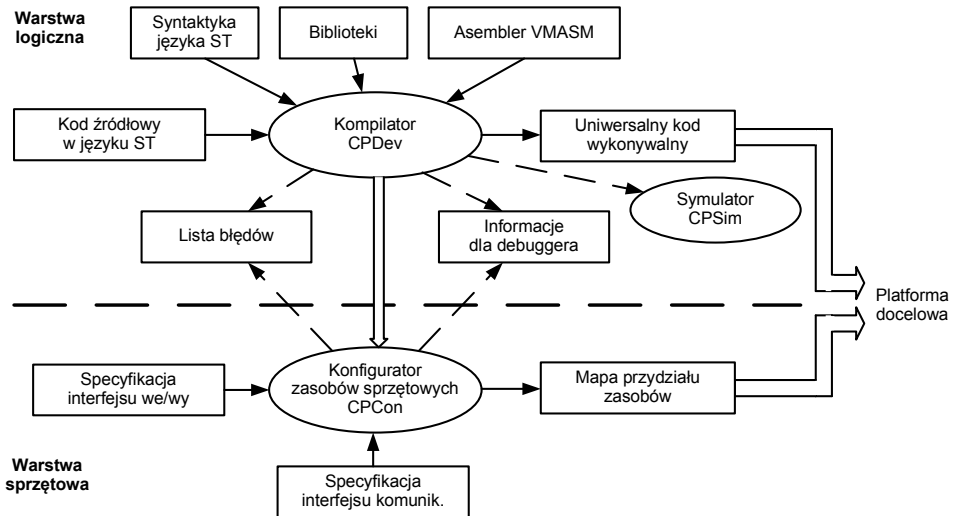 Warstwa
logiczna
Syntaktyka
języka ST
Biblioteki
Asembler VMASM
Kod źródłowy
w języku ST
Kompilator
CPDev
Uniwersalny kod
wykonywalny
Symulator
CPSim
Lista błędów
Informacje
dla debuggera
Platforma
docelowa
Specyfikacja
interfejsu we/wy
Konfigurator
zasobów sprzętowych
CPCon
Mapa przydziału
zasobów
Warstwa
sprzętowa
Specyfikacja
interfejsu komunik.